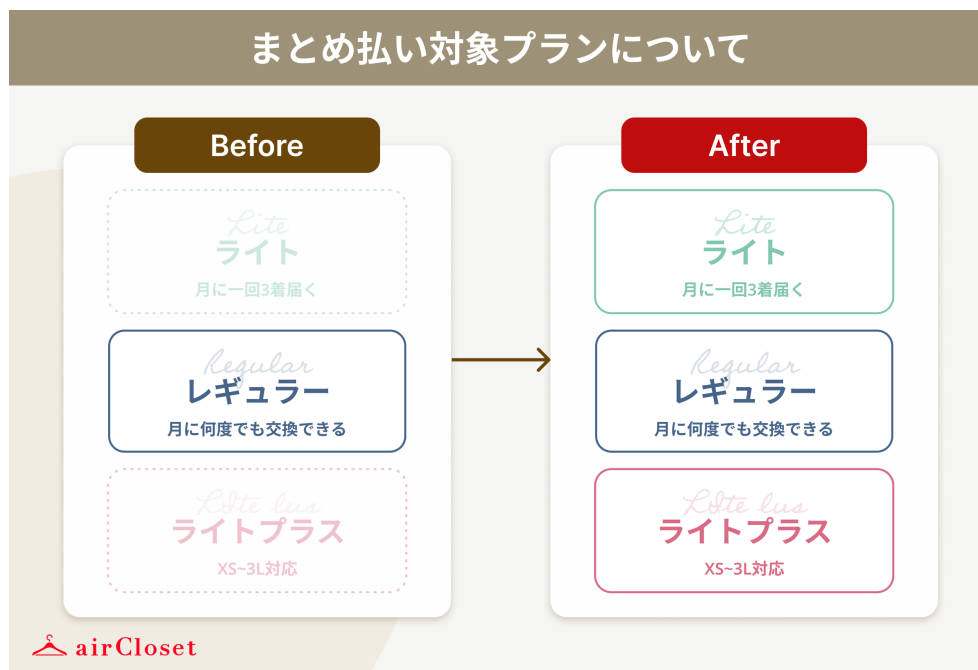 まとめ払い対象プランについて
Before
Lite
ライト
月に一回3着届く
Regular
レギュラー
月に何度でも交換できる
ライトプラス
XS~3L対応
After
Lite
ライト
月に一回3着届く
Regular
レギュラー
月に何度でも交換できる
ライトプラス
XS~3L対応
airCloset